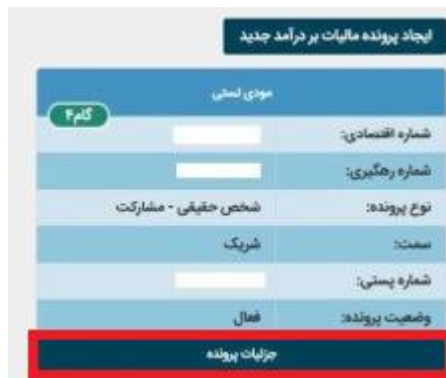 ایجاد پرونده مالیات بر درآمد جدید
مودی تستی
گام۴
شماره اقتصادی:
شماره رهگیری:
نوع پرونده: شخص حقیقی - مشارکت
سمت: شریک
شماره پستی:
وضعیت پرونده: فعال
جزئیات پرونده